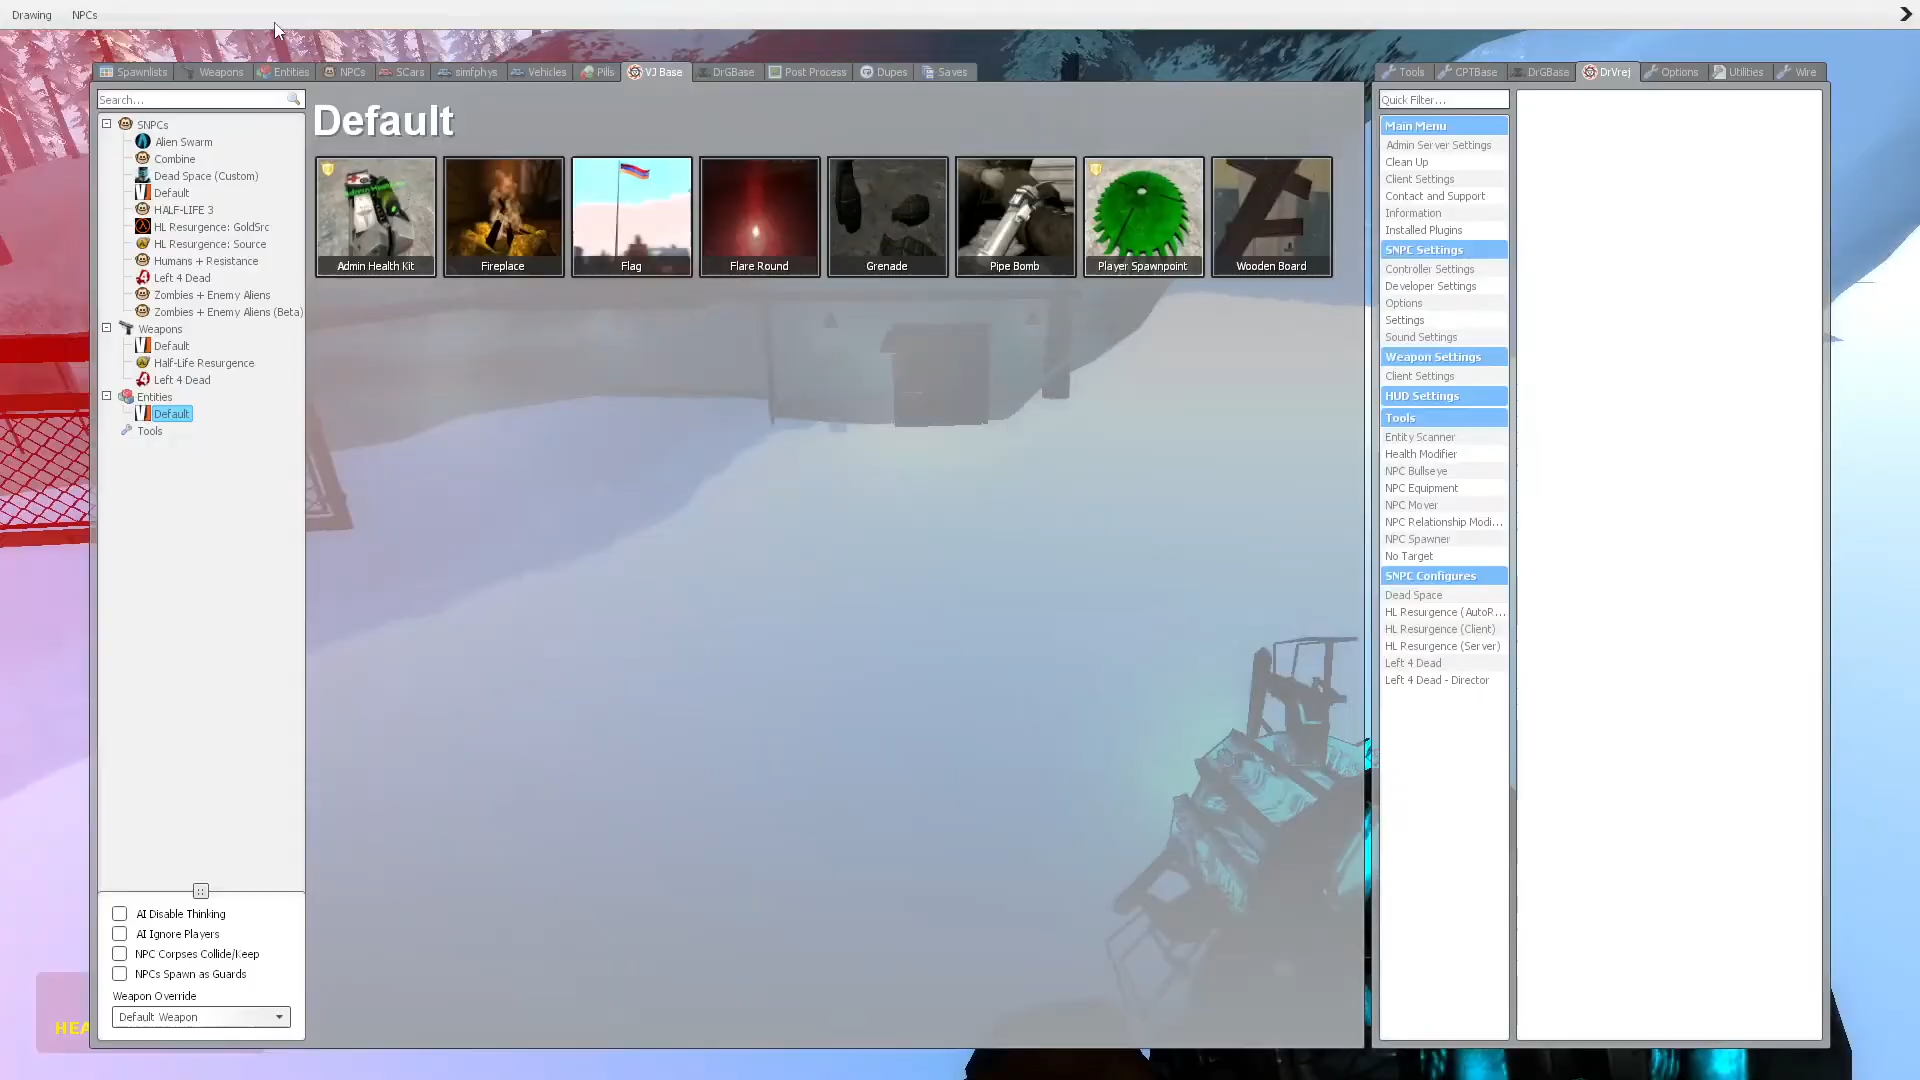 Drawing NPCs
Spawnlists Weapons Entities NPCs SCars simfphys Vehicles Pills VJ Base DrGBase Post Process Dupes Saves
Search...
SNPCs
Alien Swarm
Combine
Dead Space (Custom)
Default
HALF-LIFE 3
HL Resurgence: GoldSrc
HL Resurgence: Source
Humans + Resistance
Left 4 Dead
Zombies + Enemy Aliens
Zombies + Enemy Aliens (Beta)
Weapons
Default
Half-Life Resurgence
Left 4 Dead
Entities
Default
Tools
AI Disable Thinking
AI Ignore Players
NPC Corpses Collide/Keep
NPCs Spawn as Guards
Weapon Override
Default Weapon
HEA
Default
Admin Health Kit Fireplace Flag Flare Round Grenade Pipe Bomb Player Spawnpoint Wooden Board
Tools CPTBase DrGBase DrVrej Options Utilities Wire
Quick Filter...
Main Menu
Admin Server Settings
Clean Up
Client Settings
Contact and Support
Information
Installed Plugins
SNPC Settings
Controller Settings
Developer Settings
Options
Settings
Sound Settings
Weapon Settings
Client Settings
HUD Settings
Tools
Entity Scanner
Health Modifier
NPC Bullseye
NPC Equipment
NPC Mover
NPC Relationship Modi...
NPC Spawner
No Target
SNPC Configures
Dead Space
HL Resurgence (AutoR...
HL Resurgence (Client)
HL Resurgence (Server)
Left 4 Dead
Left 4 Dead - Director